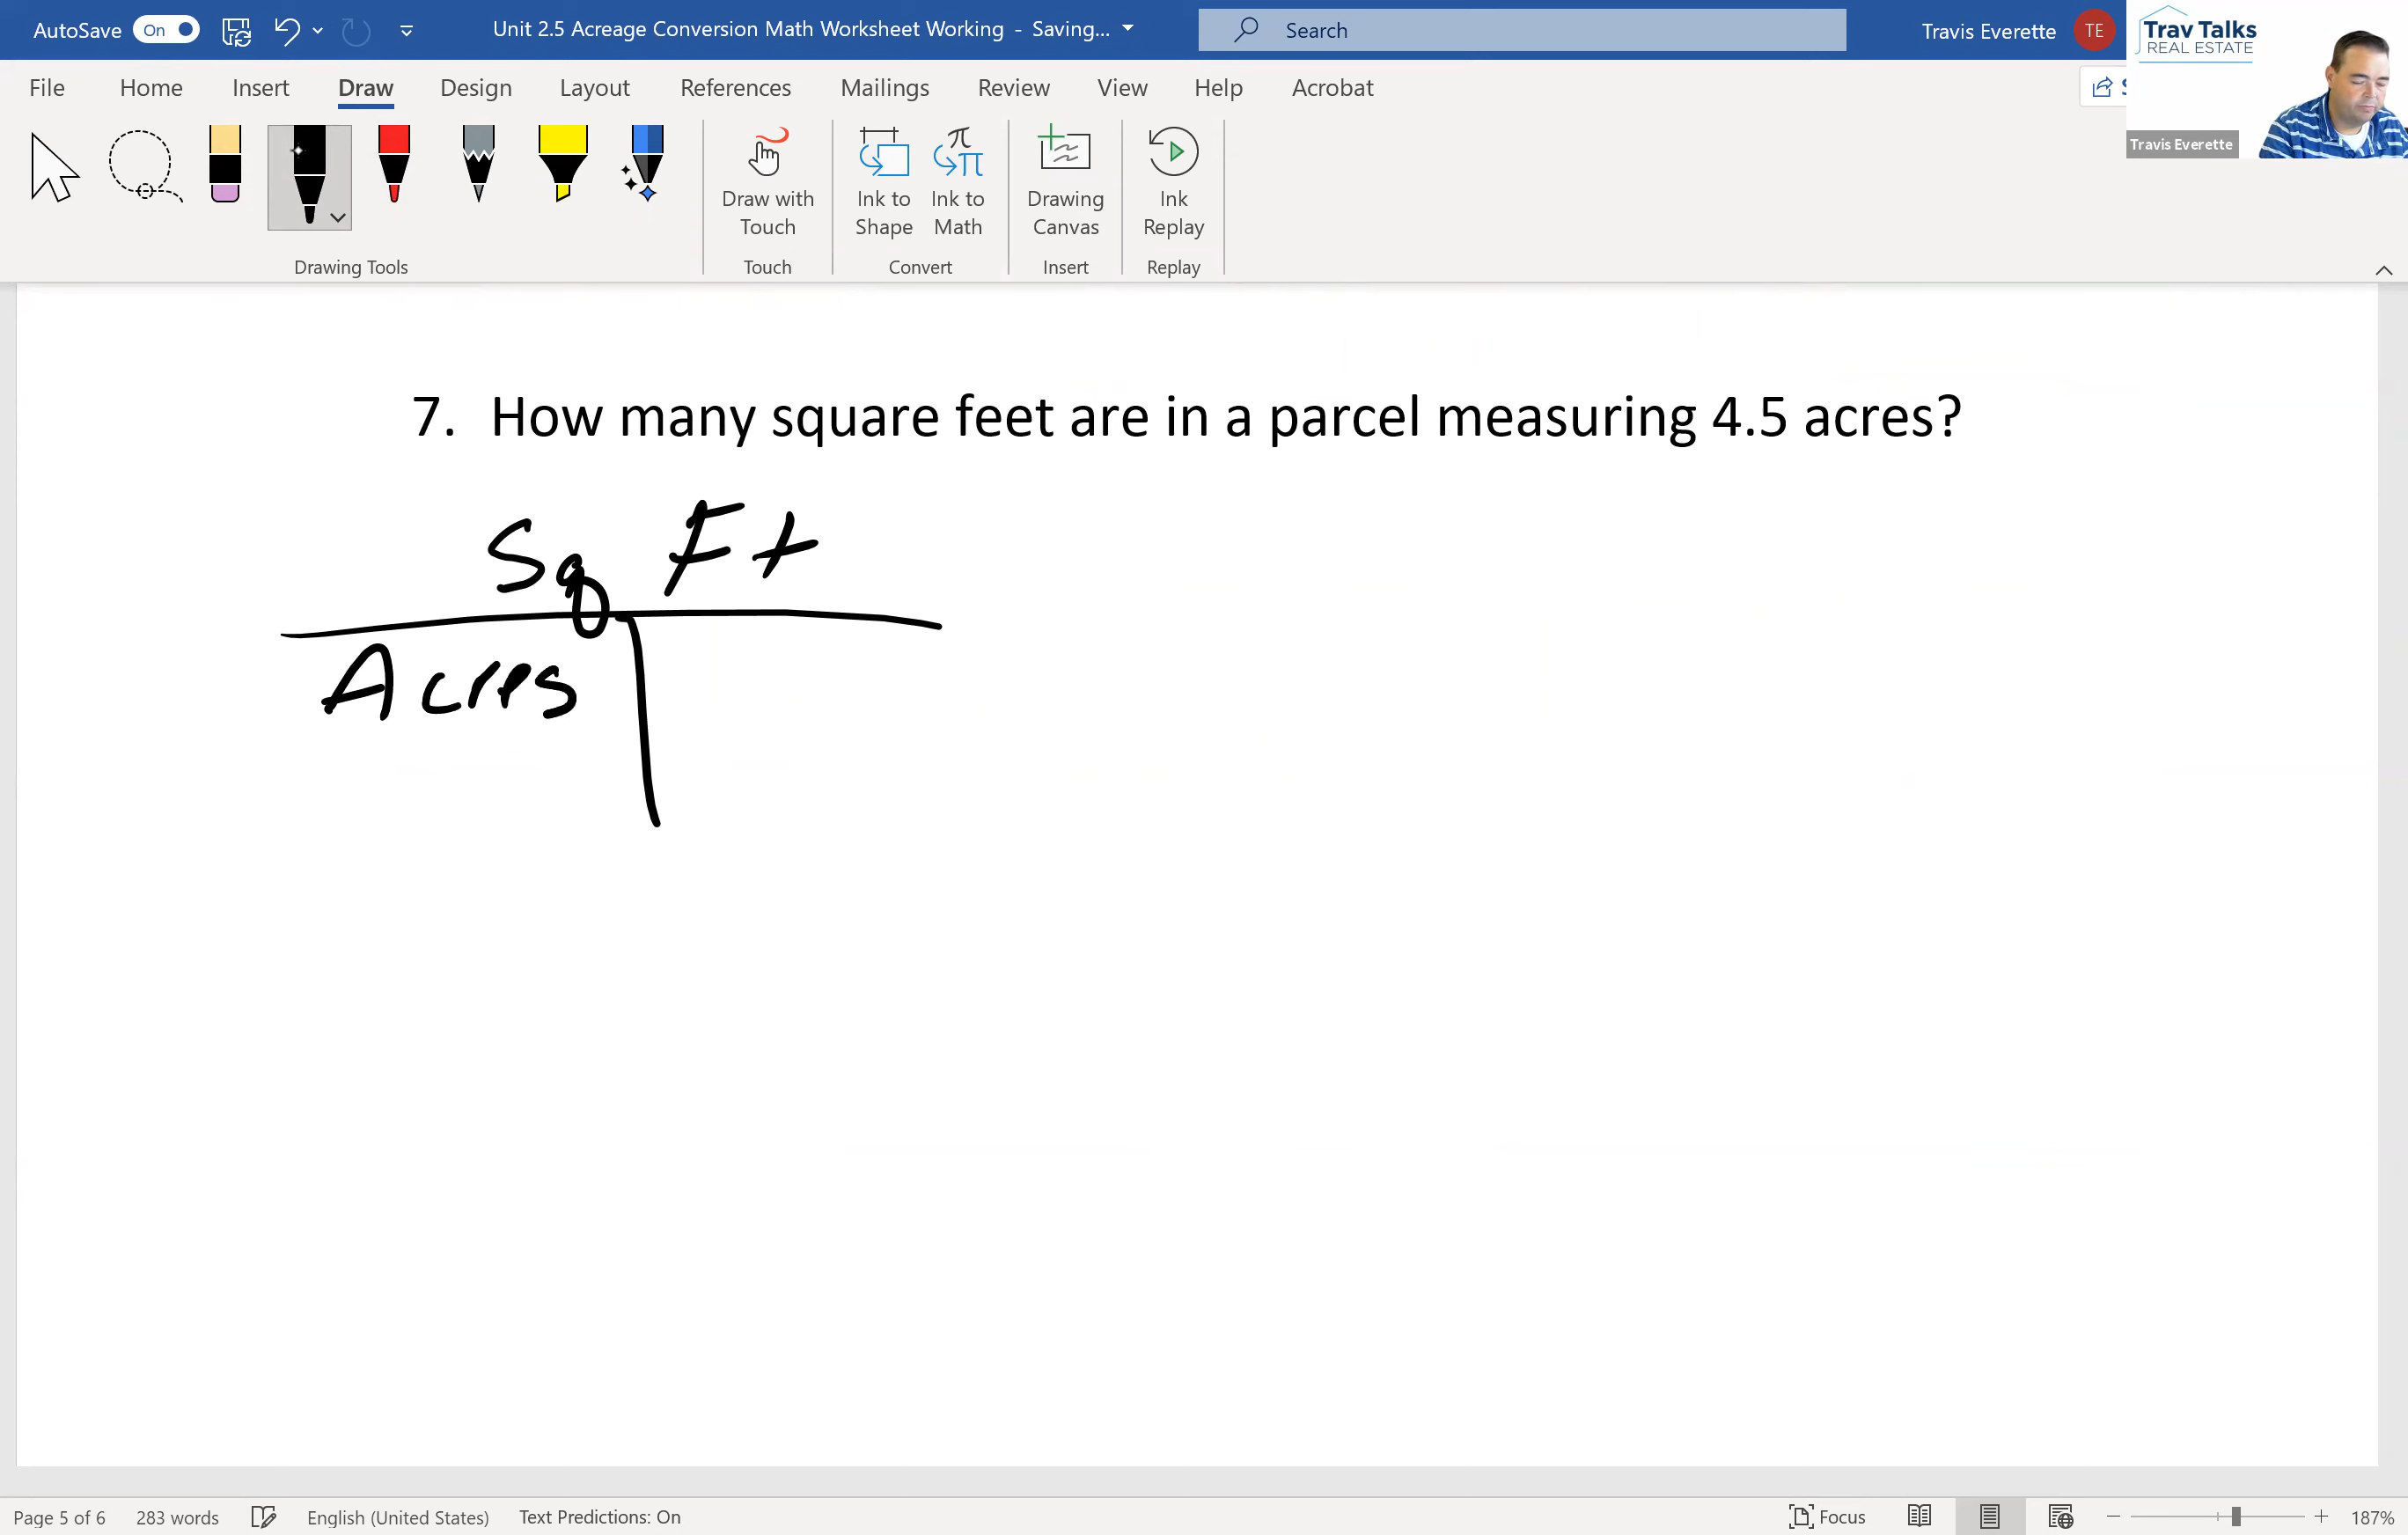 AutoSave On Unit 2.5 Acreage Conversion Math Worksheet Working - Saving... Search Travis Everette TE
Trav Talks
REAL ESTATE
File Home Insert Draw Design Layout References Mailings Review View Help Acrobat
Travis Everette
Draw with Touch
Ink to Shape
Ink to Math
Drawing Canvas
Ink Replay
Drawing Tools Touch Convert Insert Replay
7. How many square feet are in a parcel measuring 4.5 acres?
Sq Ft
Acres
Page 5 of 6 283 words English (United States) Text Predictions: On Focus 187%